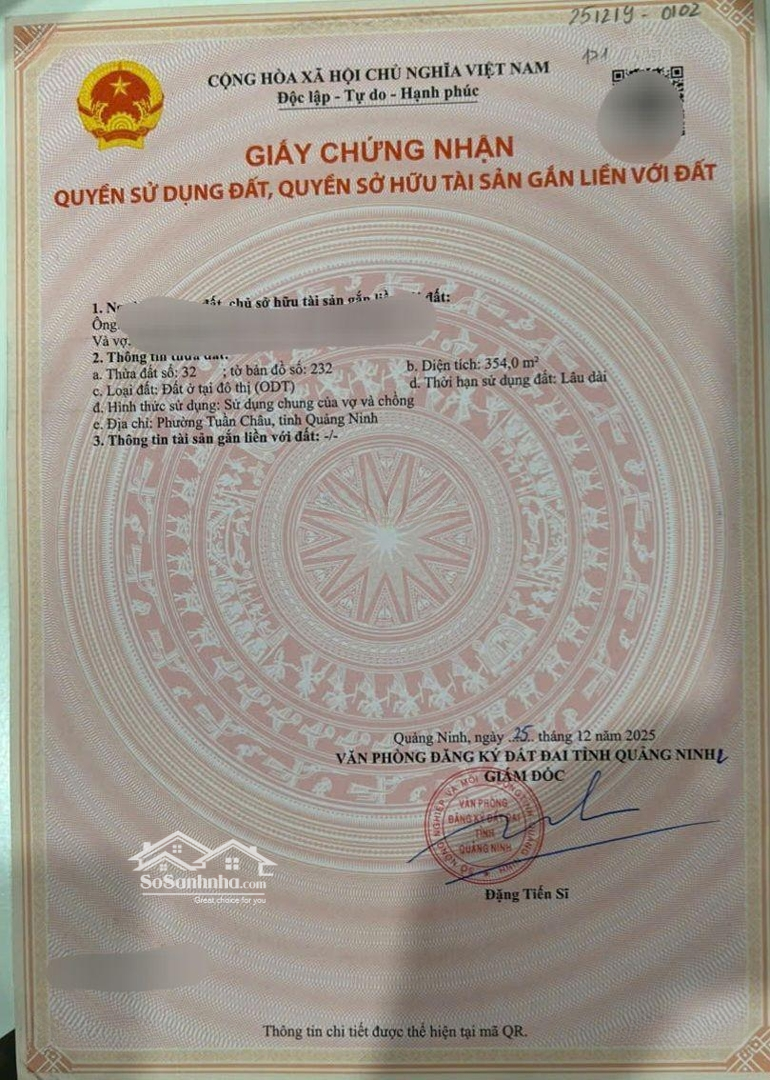 251219 - 0102
121
CỘNG HÒA XÃ HỘI CHỦ NGHĨA VIỆT NAM
Độc lập - Tự do - Hạnh phúc
GIẤY CHỨNG NHẬN
QUYỀN SỬ DỤNG ĐẤT, QUYỀN SỞ HỮU TÀI SẢN GẮN LIỀN VỚI ĐẤT
1. đất, chủ sở hữu tài sản gắn liền đất:
Ông
Và vợ.
2. Thông tin thửa đất:
a. Thửa đất số: 32 ; tờ bản đồ số: 232 b. Diện tích: 354,0 m²
c. Loại đất: Đất ở tại đô thị (ODT) d. Thời hạn sử dụng đất: Lâu dài
đ. Hình thức sử dụng: Sử dụng chung của vợ và chồng
e. Địa chỉ: Phường Tuần Châu, tỉnh Quảng Ninh
3. Thông tin tài sản gắn liền với đất: -/-
Quảng Ninh, ngày 25 tháng 12 năm 2025
VĂN PHÒNG ĐĂNG KÝ ĐẤT ĐAI TỈNH QUẢNG NINH
GIÁM ĐỐC
VĂN PHÒNG
ĐĂNG KÝ ĐẤT ĐAI
TỈNH
QUẢNG NINH
Đặng Tiến Sĩ
SoSanhnha.com
Great choice for you
Thông tin chi tiết được thể hiện tại mã QR.